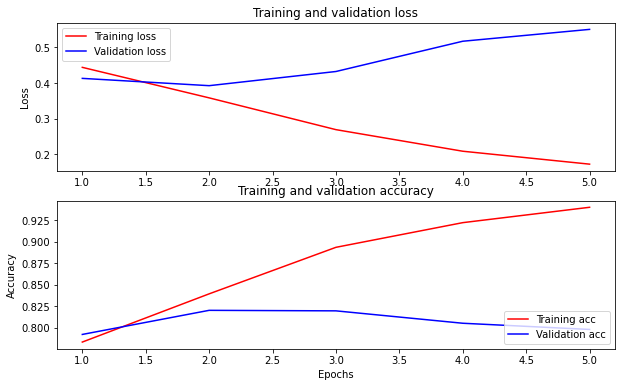 Training and validation loss
Training loss
Validation loss
Loss
0.5
0.4
0.3
0.2
1.0 1.5 2.0 2.5 3.0 3.5 4.0 4.5 5.0
Training and validation accuracy
Accuracy
0.925
0.900
0.875
0.850
0.825
0.800
Training acc
Validation acc
1.0 1.5 2.0 2.5 3.0 3.5 4.0 4.5 5.0
Epochs